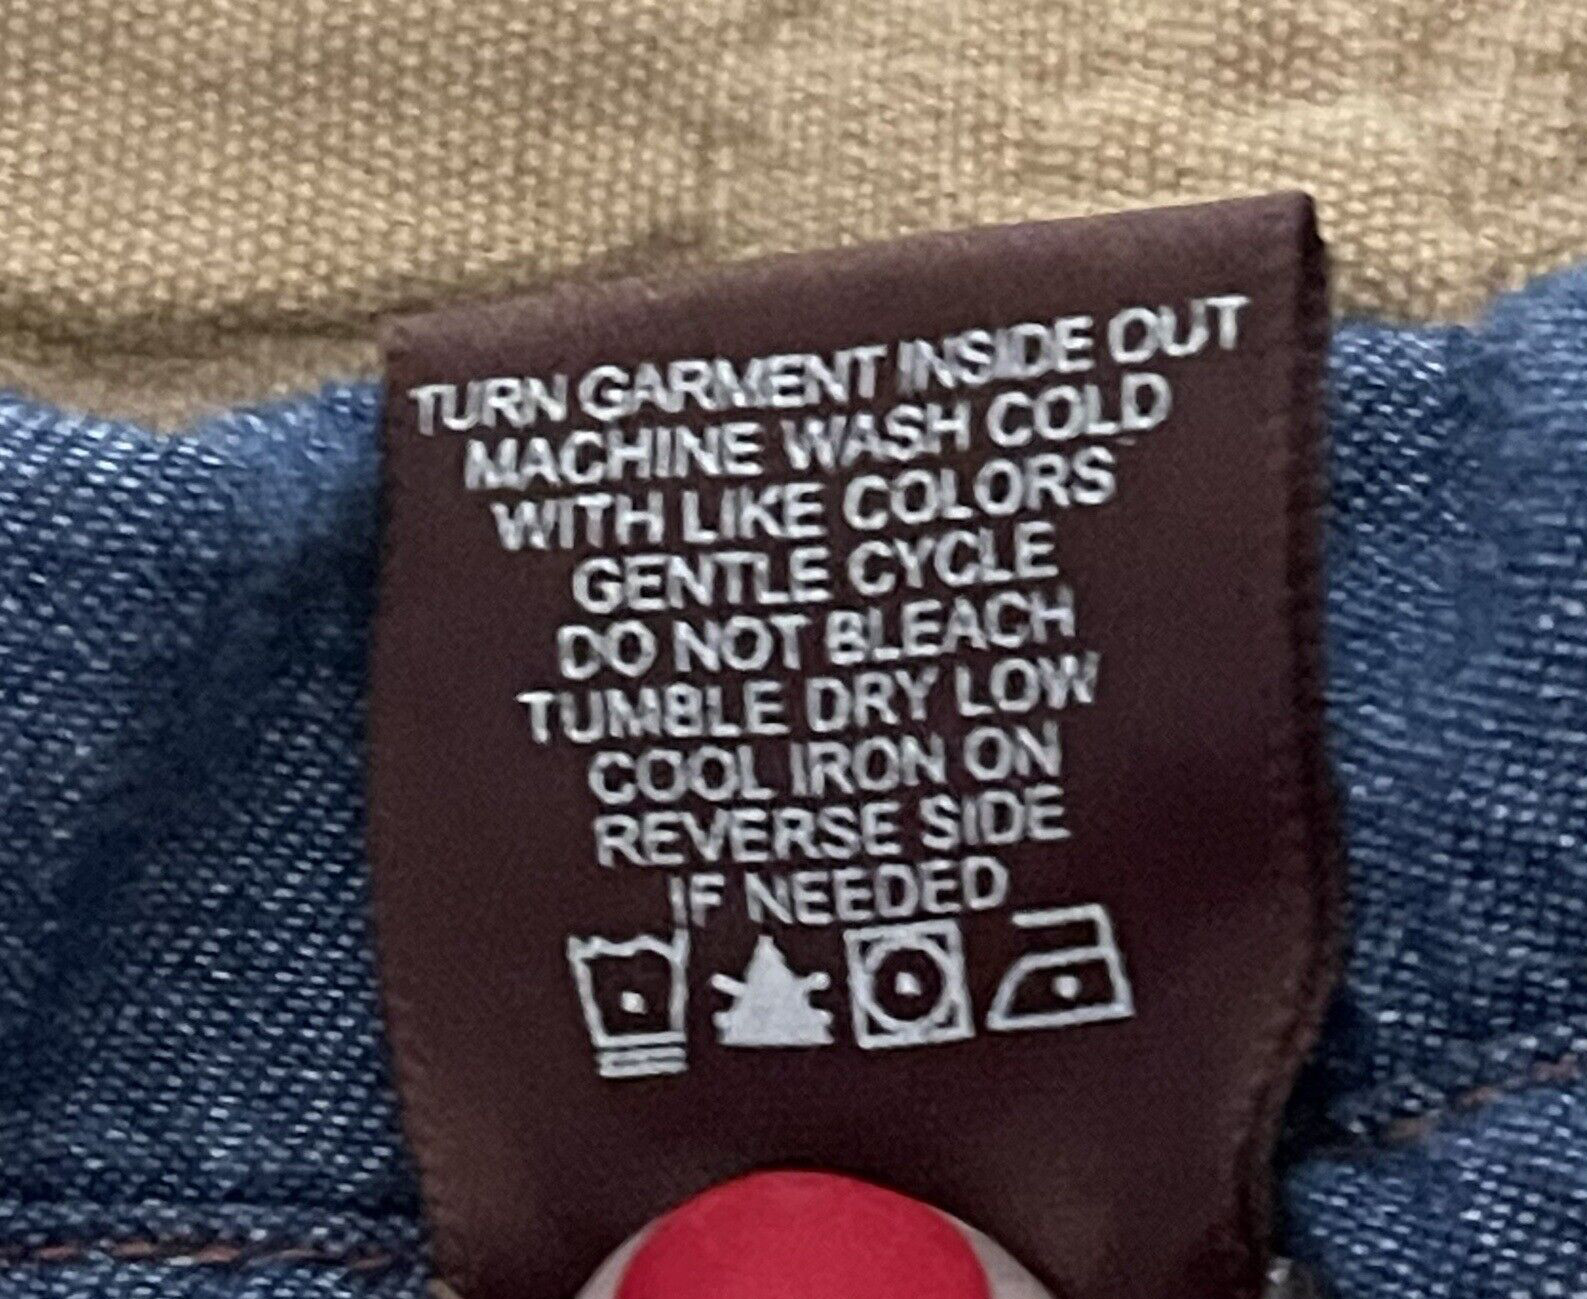 TURN GARMENT INSIDE OUT
MACHINE WASH COLD
WITH LIKE COLORS
GENTLE CYCLE
DO NOT BLEACH
TUMBLE DRY LOW
COOL IRON ON
REVERSE SIDE
IF NEEDED